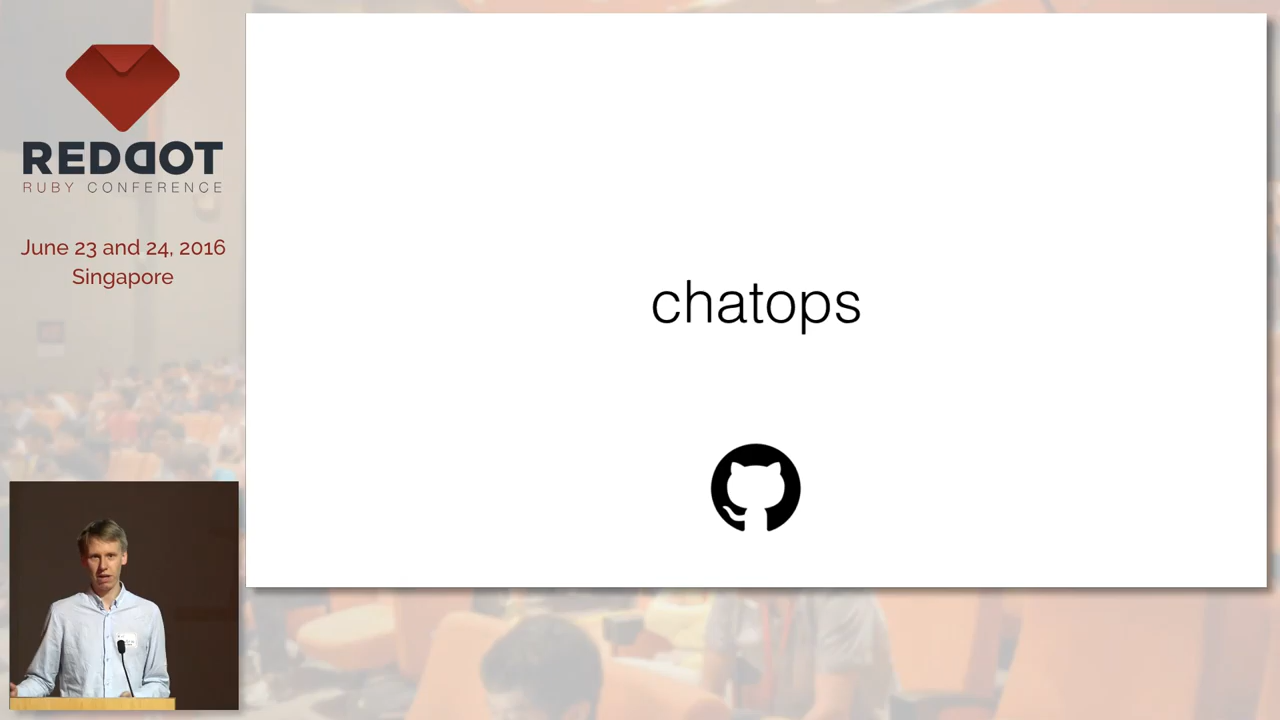 REDDOT
RUBY CONFERENCE
June 23 and 24, 2016
Singapore
chatops